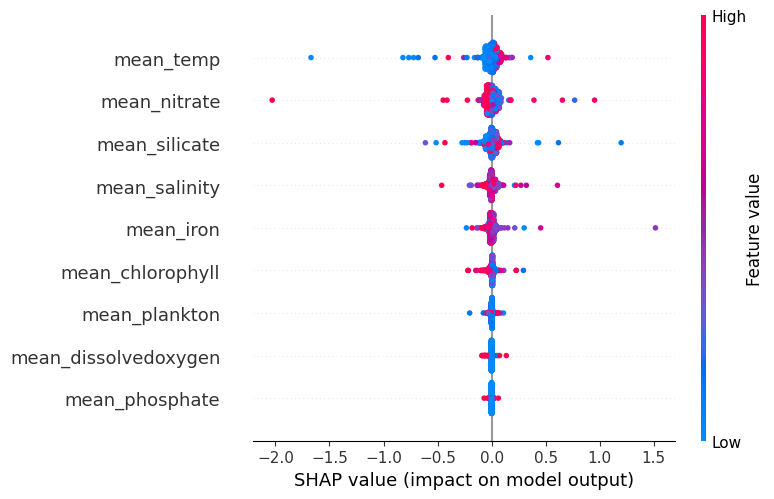 High
mean_temp
mean_nitrate
mean_silicate
mean_salinity
mean_iron
mean_chlorophyll
mean_plankton
mean_dissolvedoxygen
mean_phosphate
Feature value
Low
−2.0 −1.5 −1.0 −0.5 0.0 0.5 1.0 1.5
SHAP value (impact on model output)